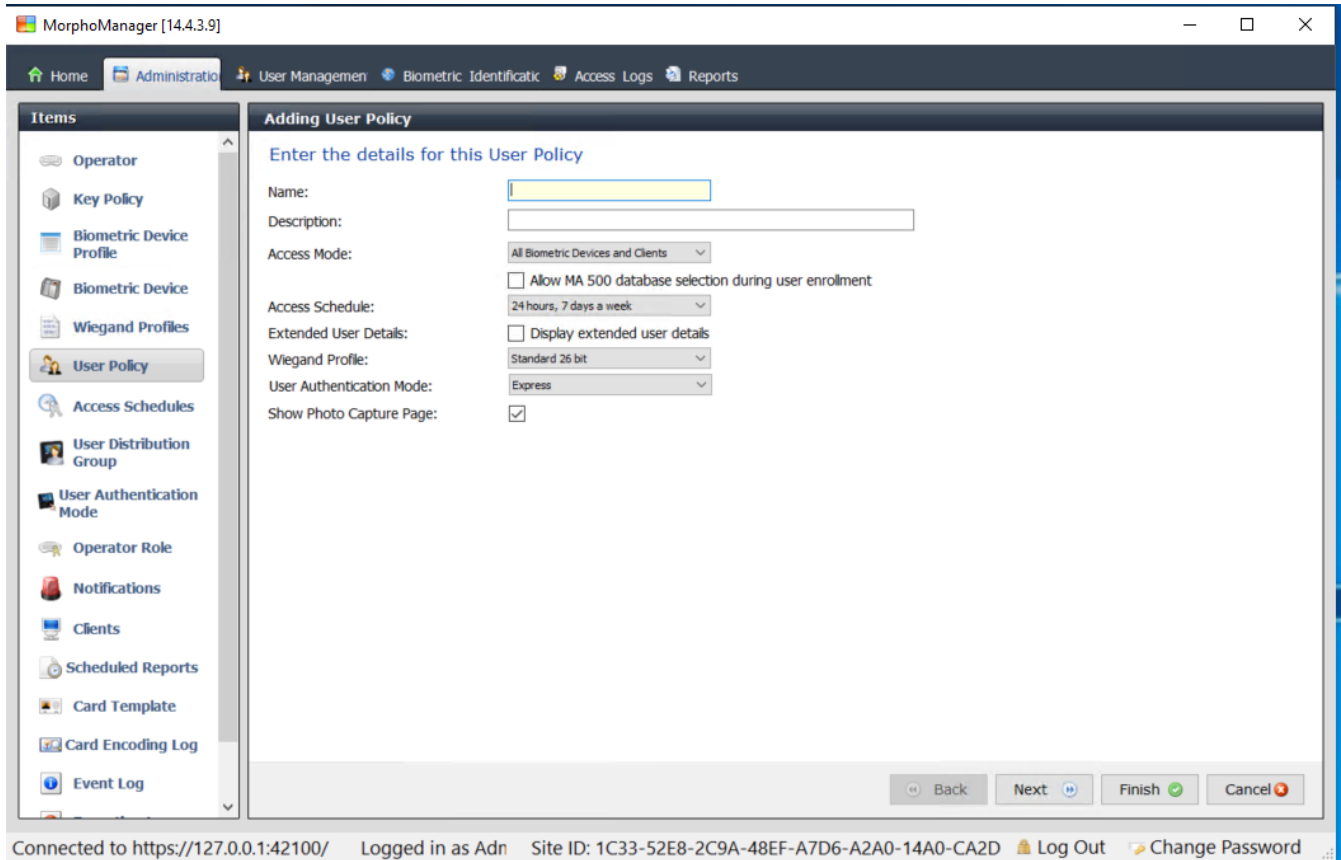 MorphoManager [14.4.3.9]
Home Administratio User Managemen Biometric Identificatic Access Logs Reports
Items
Operator
Key Policy
Biometric Device
Profile
Biometric Device
Wiegand Profiles
User Policy
Access Schedules
User Distribution
Group
User Authentication
Mode
Operator Role
Notifications
Clients
Scheduled Reports
Card Template
Card Encoding Log
Event Log
Adding User Policy
Enter the details for this User Policy
Name:
Description:
Access Mode: All Biometric Devices and Clients
Allow MA 500 database selection during user enrollment
Access Schedule: 24 hours, 7 days a week
Extended User Details: Display extended user details
Wiegand Profile: Standard 26 bit
User Authentication Mode: Express
Show Photo Capture Page:
Back Next Finish Cancel
Connected to https://127.0.0.1:42100/ Logged in as Adn Site ID: 1C33-52E8-2C9A-48EF-A7D6-A2A0-14A0-CA2D Log Out Change Password